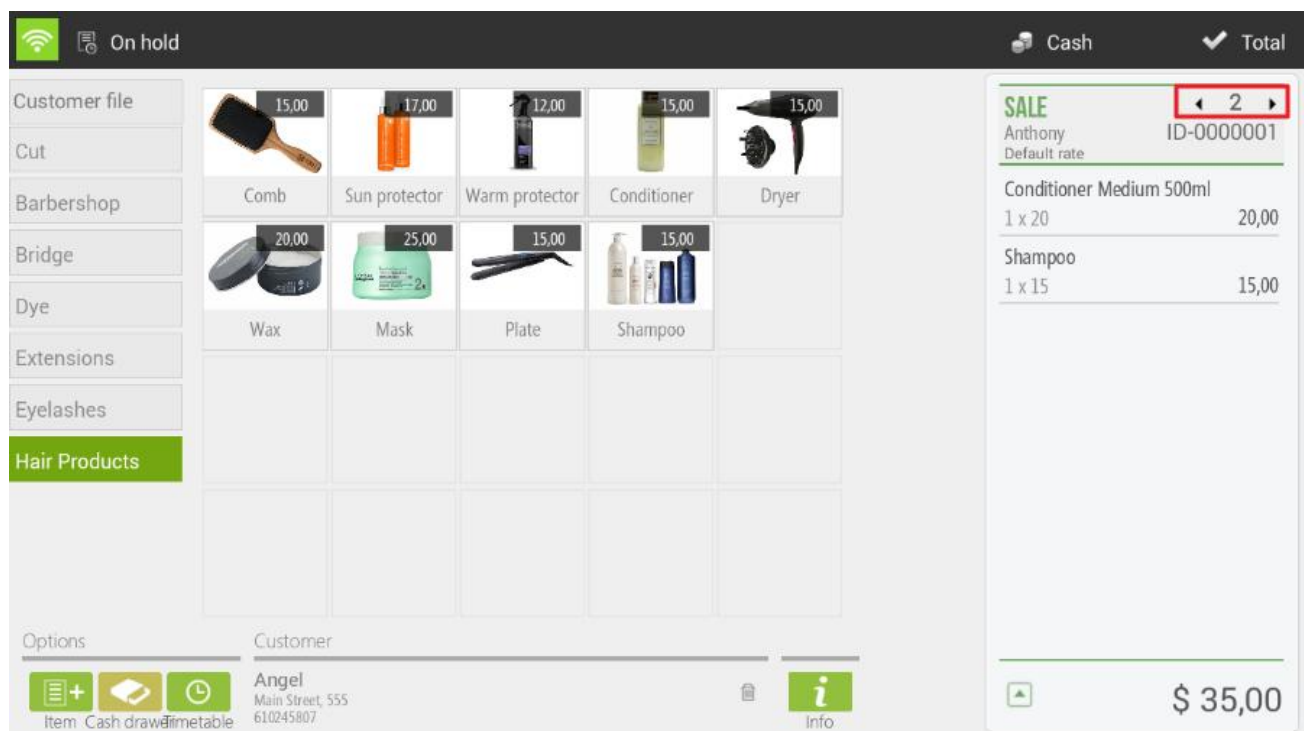 On hold
Cash
Total
Customer file
Cut
Barbershop
Bridge
Dye
Extensions
Eyelashes
Hair Products
15,00
17,00
12,00
15,00
15,00
Comb
Sun protector
Warm protector
Conditioner
Dryer
20,00
25,00
15,00
15,00
Wax
Mask
Plate
Shampoo
SALE
2
Anthony
ID-0000001
Default rate
Conditioner Medium 500ml
1 x 20
20,00
Shampoo
1 x 15
15,00
$ 35,00
Options
Customer
Angel
Main Street, 555
610245807
Item
Cash drawer
Timetable
Info